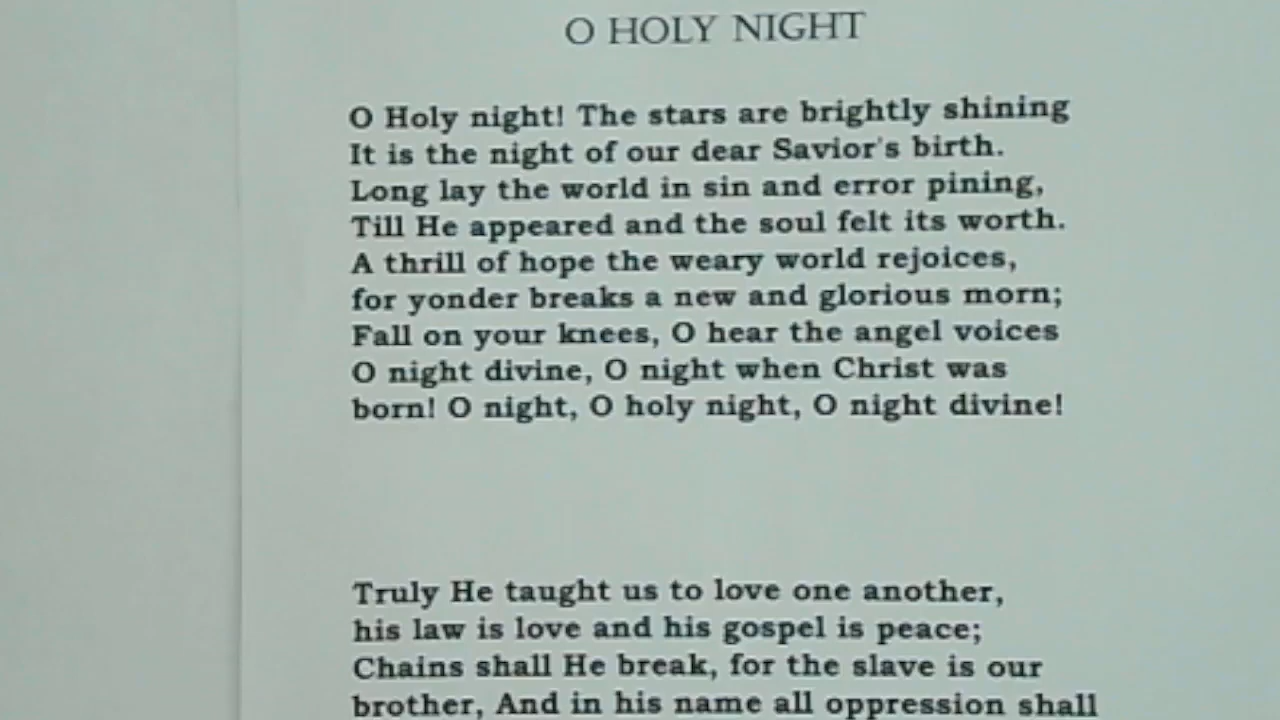 O HOLY NIGHT
O Holy night! The stars are brightly shining
It is the night of our dear Savior's birth.
Long lay the world in sin and error pining,
Till He appeared and the soul felt its worth.
A thrill of hope the weary world rejoices,
for yonder breaks a new and glorious morn;
Fall on your knees, O hear the angel voices
O night divine, O night when Christ was
born! O night, O holy night, O night divine!
Truly He taught us to love one another,
his law is love and his gospel is peace;
Chains shall He break, for the slave is our
brother, And in his name all oppression shall